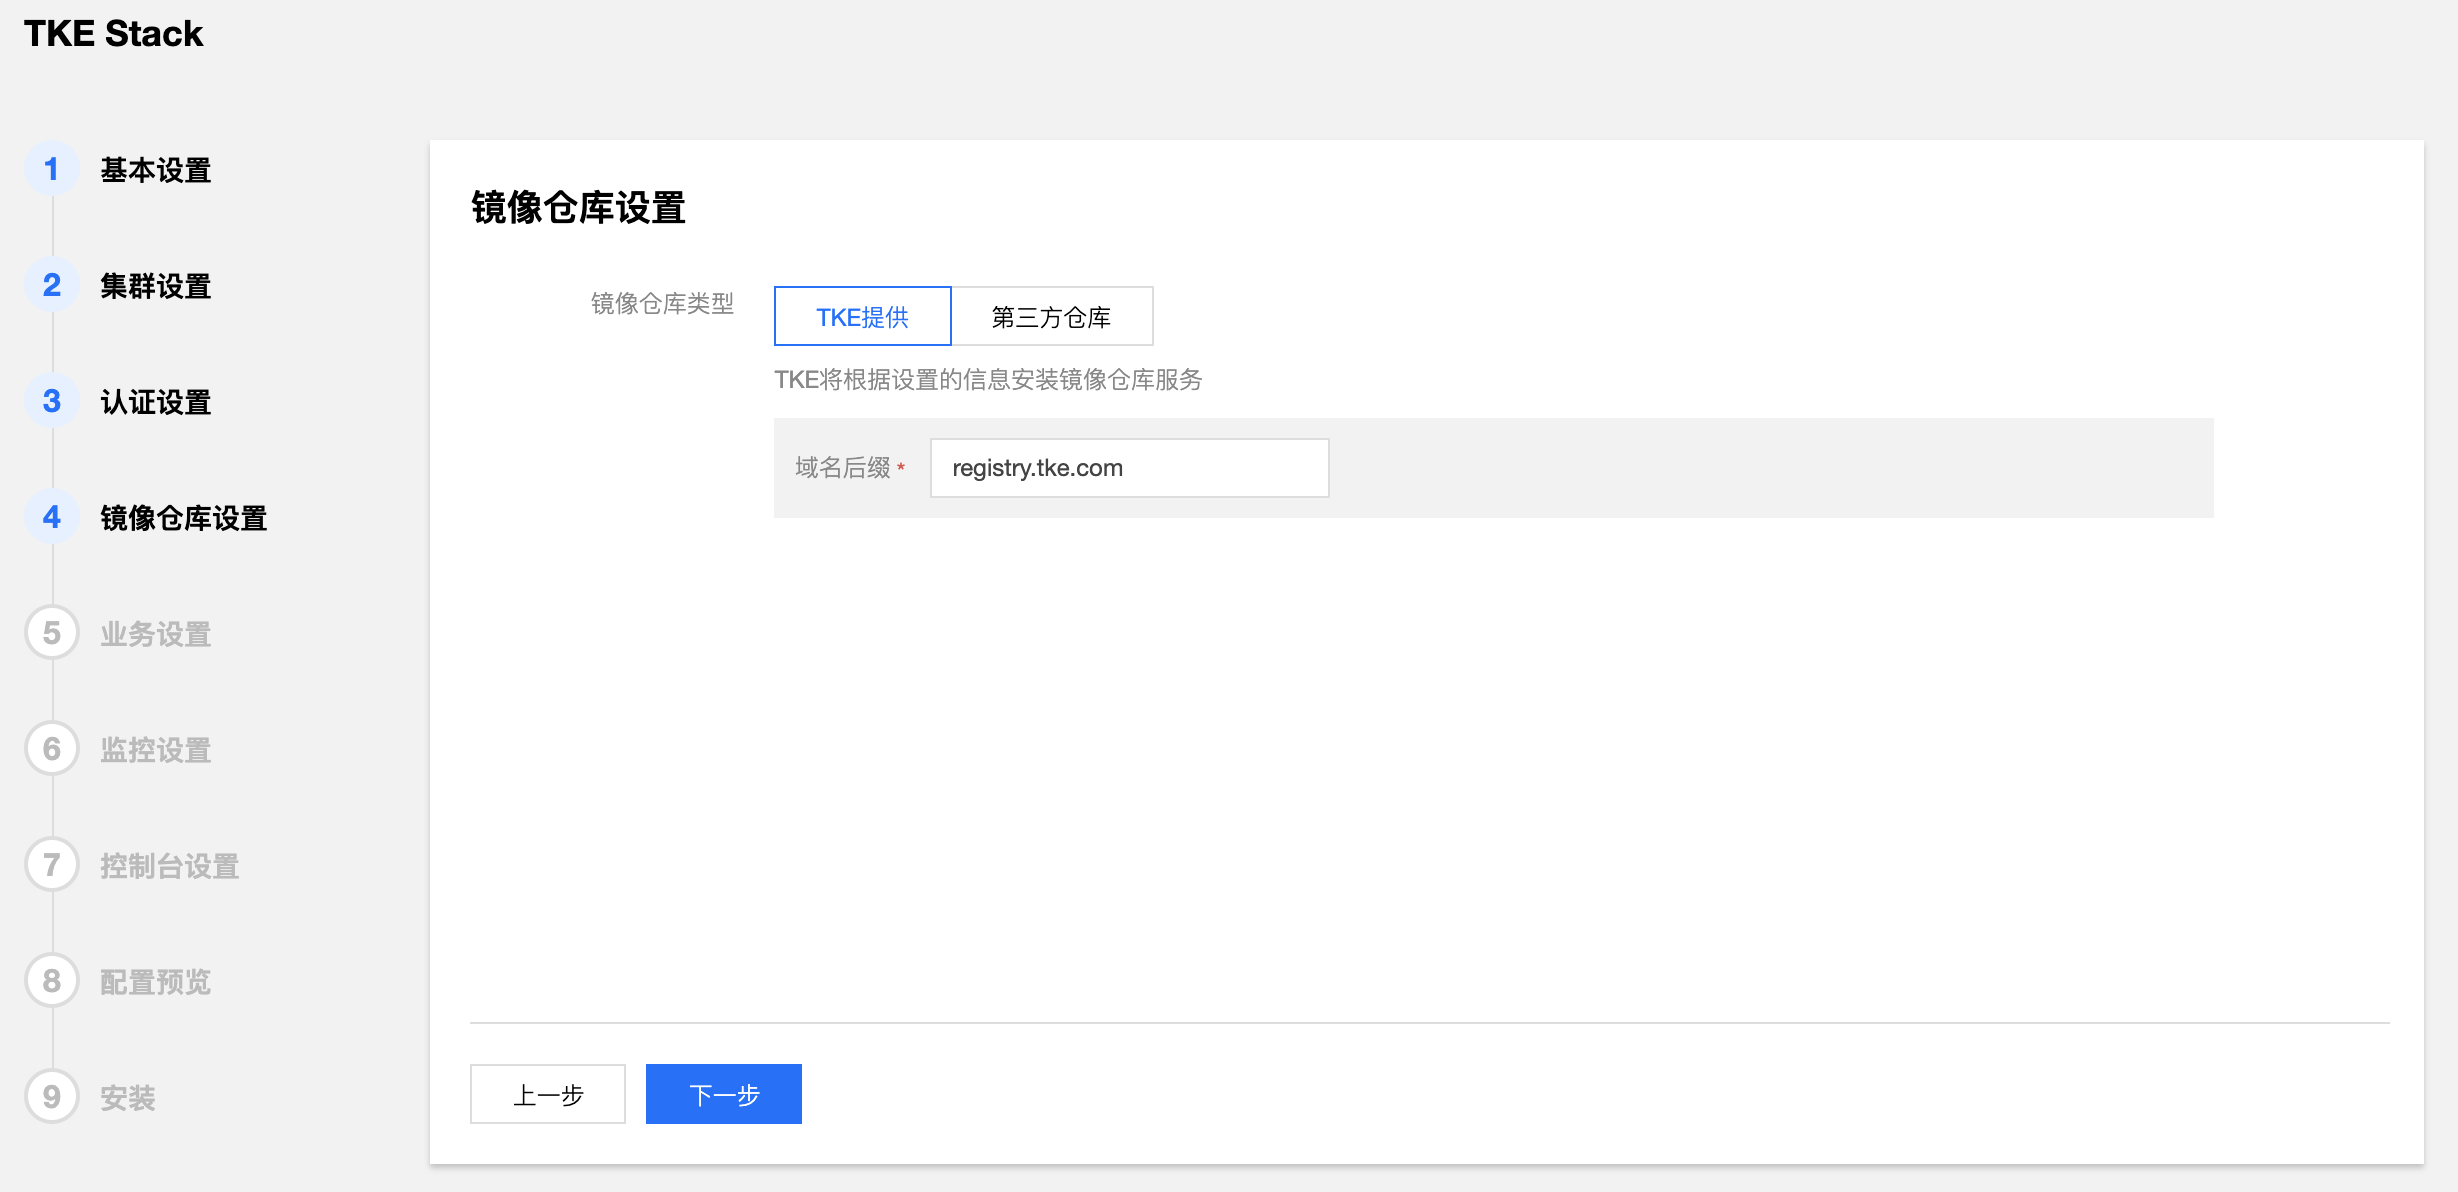 TKE Stack
1 基本设置
2 集群设置
3 认证设置
4 镜像仓库设置
5 业务设置
6 监控设置
7 控制台设置
8 配置预览
9 安装
镜像仓库设置
镜像仓库类型 TKE提供 第三方仓库
TKE将根据设置的信息安装镜像仓库服务
域名后缀 * registry.tke.com
上一步 下一步